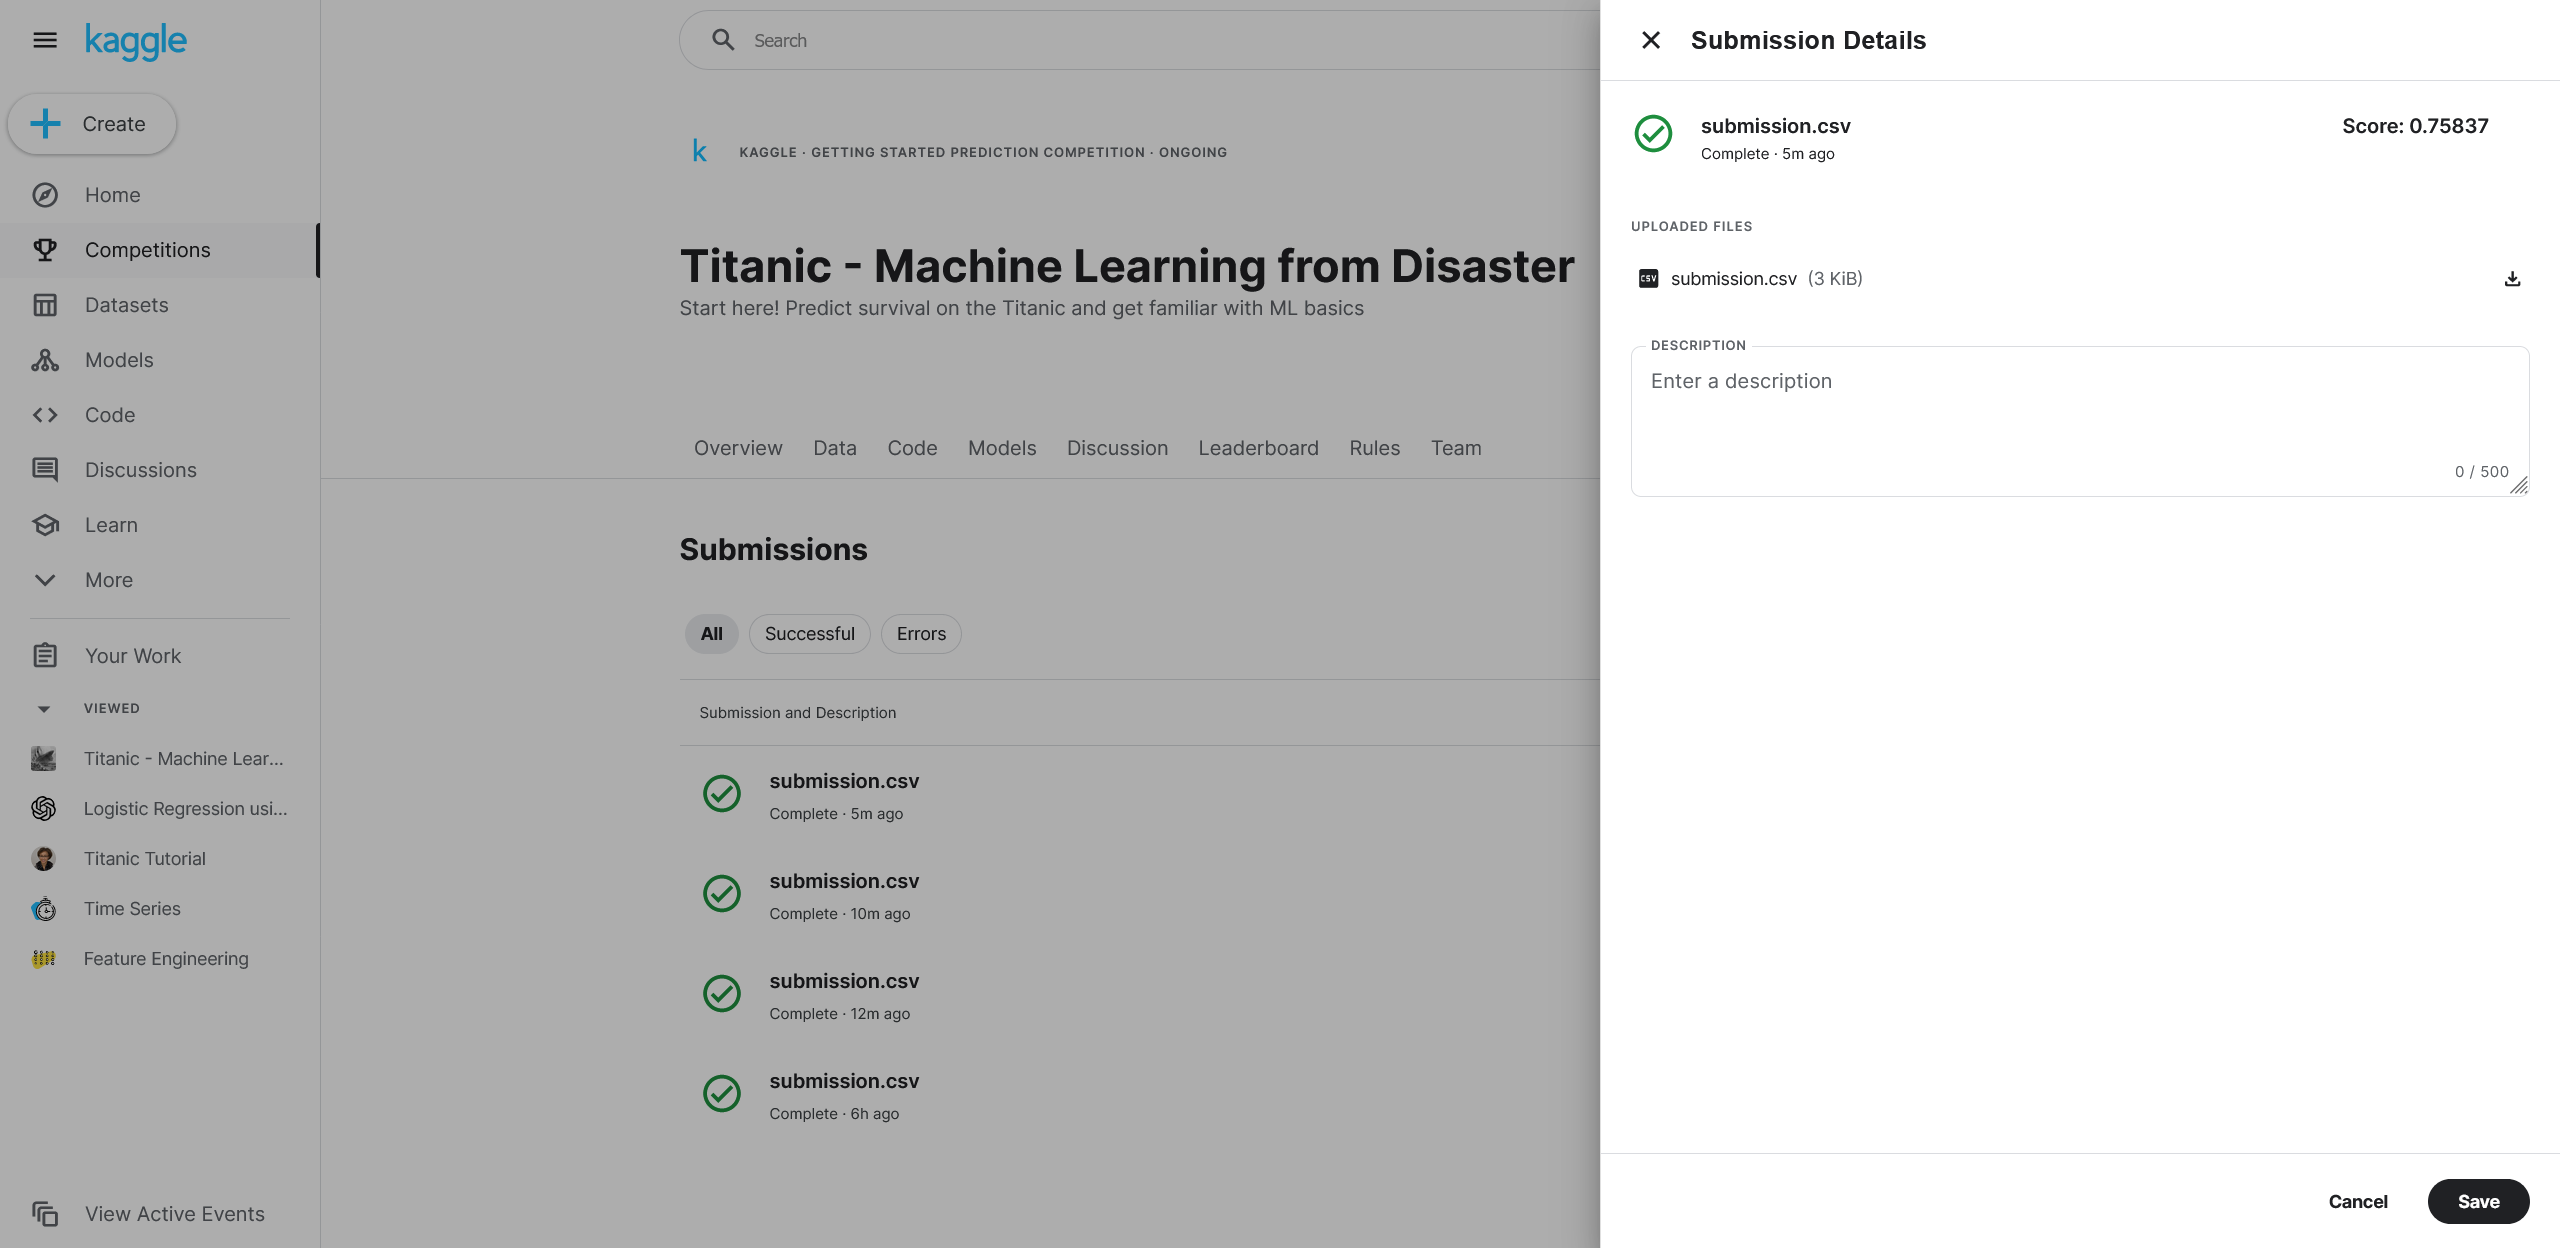 kaggle
Create
Home
Competitions
Datasets
Models
Code
Discussions
Learn
More
Your Work
VIEWED
Titanic - Machine Lear...
Logistic Regression usi...
Titanic Tutorial
Time Series
Feature Engineering
View Active Events
Search
k KAGGLE · GETTING STARTED PREDICTION COMPETITION · ONGOING
Titanic - Machine Learning from Disaster
Start here! Predict survival on the Titanic and get familiar with ML basics
Overview Data Code Models Discussion Leaderboard Rules Team
Submissions
All Successful Errors
Submission and Description
submission.csv
Complete · 5m ago
submission.csv
Complete · 10m ago
submission.csv
Complete · 12m ago
submission.csv
Complete · 6h ago
Submission Details
submission.csv Score: 0.75837
Complete · 5m ago
UPLOADED FILES
CSV submission.csv (3 KiB)
DESCRIPTION
Enter a description
0 / 500
Cancel Save